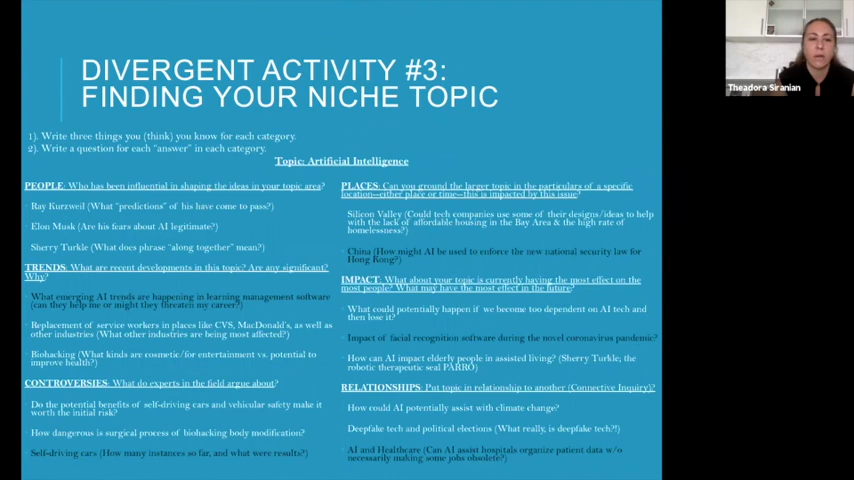 DIVERGENT ACTIVITY #3:
FINDING YOUR NICHE TOPIC
1). Write three things you (think) you know for each category.
2). Write a question for each “answer” in each category.
Topic: Artificial Intelligence
PEOPLE: Who has been influential in shaping the ideas in your topic area?
Ray Kurzweil (What “predictions” of his have come to pass?)
Elon Musk (Are his fears about AI legitimate?)
Sherry Turkle (What does phrase “along together” mean?)
TRENDS: What are recent developments in this topic? Are any significant?
Why?
What emerging AI trends are happening in learning management software
(can they help me or might they threaten my career?)
Replacement of service workers in places like CVS, MacDonald's, as well as
other industries (What other industries are being most affected?)
Biohacking (What kinds are cosmetic/for entertainment vs. potential to
improve health?)
CONTROVERSIES: What do experts in the field argue about?
Do the potential benefits of self-driving cars and vehicular safety make it
worth the initial risk?
How dangerous is surgical process of biohacking body modification?
Self-driving cars (How many instances so far, and what were results?)
PLACES: Can you ground the larger topic in the particulars of a specific
location--either place or time--this is impacted by this issue?
Silicon Valley (Could tech companies use some of their designs/ideas to help
with the lack of affordable housing in the Bay Area & the high rate of
homelessness?)
China (How might AI be used to enforce the new national security law for
Hong Kong?)
IMPACT: What about your topic is currently having the most effect on the
most people? What may have the most effect in the future?
What could potentially happen if we become too dependent on AI tech and
then lose it?
Impact of facial recognition software during the novel coronavirus pandemic?
How can AI impact elderly people in assisted living? (Sherry Turkle; the
robotic therapeutic seal PARRO)
RELATIONSHIPS: Put topic in relationship to another (Connective Inquiry)?
How could AI potentially assist with climate change?
Deepfake tech and political elections (What really, is deepfake tech?!)
AI and Healthcare (Can AI assist hospitals organize patient data w/o
necessarily making some jobs obsolete?)
Theadora Siranian